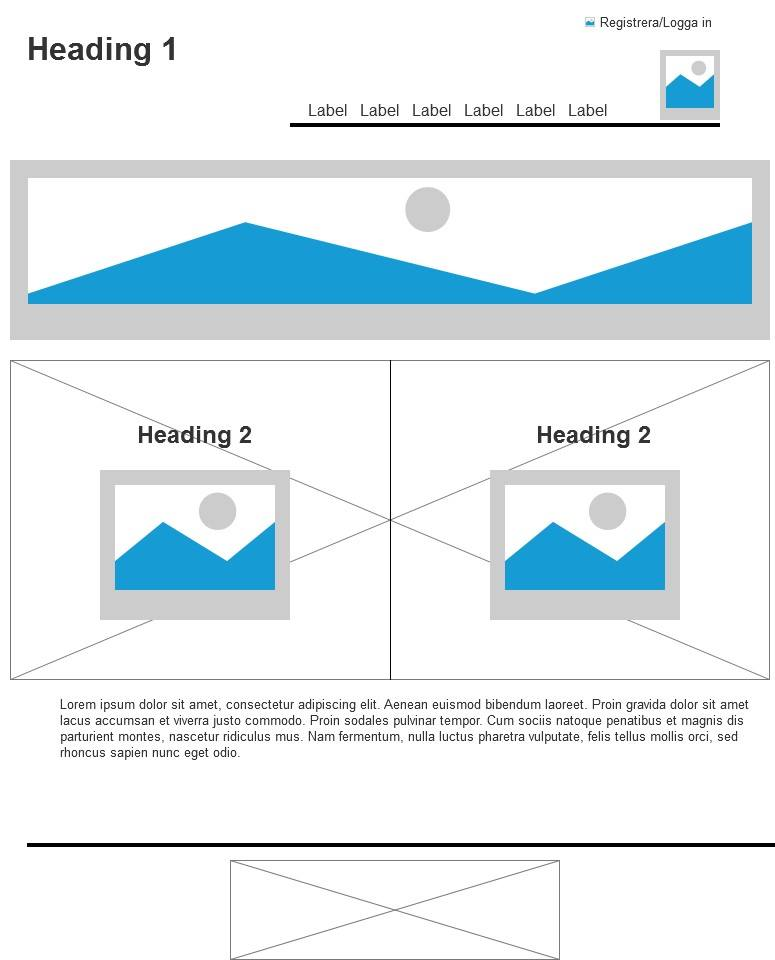 Registrera/Logga in
Heading 1
Label Label Label Label Label Label
Heading 2
Heading 2
Lorem ipsum dolor sit amet, consectetur adipiscing elit. Aenean euismod bibendum laoreet. Proin gravida dolor sit amet
lacus accumsan et viverra justo commodo. Proin sodales pulvinar tempor. Cum sociis natoque penatibus et magnis dis
parturient montes, nascetur ridiculus mus. Nam fermentum, nulla luctus pharetra vulputate, felis tellus mollis orci, sed
rhoncus sapien nunc eget odio.